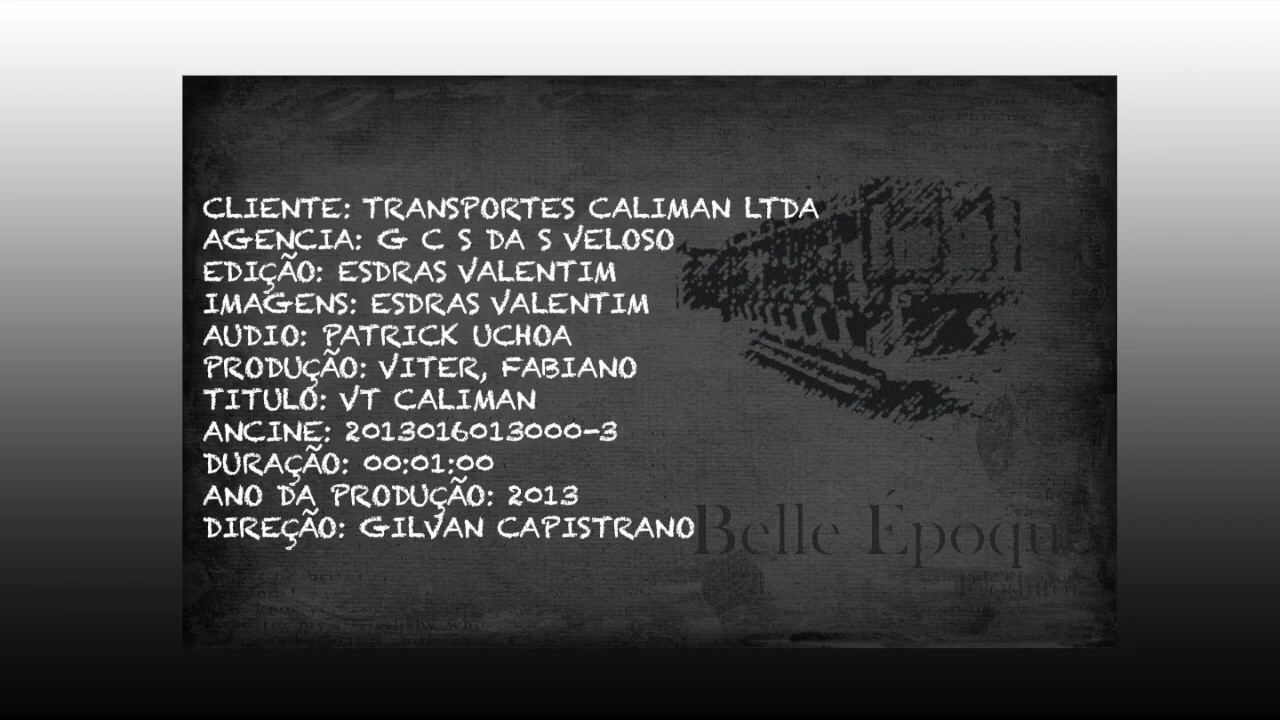 CLIENTE: TRANSPORTES CALIMAN LTDA
AGENCIA: G C S DA S VELOSO
EDIÇÃO: ESDRAS VALENTIM
IMAGENS: ESDRAS VALENTIM
AUDIO: PATRICK UCHOA
PRODUÇÃO: VITER, FABIANO
TITULO: VT CALIMAN
ANCINE: 2013016013000-3
DURAÇÃO: 00:01:00
ANO DA PRODUÇÃO: 2013
DIREÇÃO: GILVAN CAPISTRANO
Belle Époque